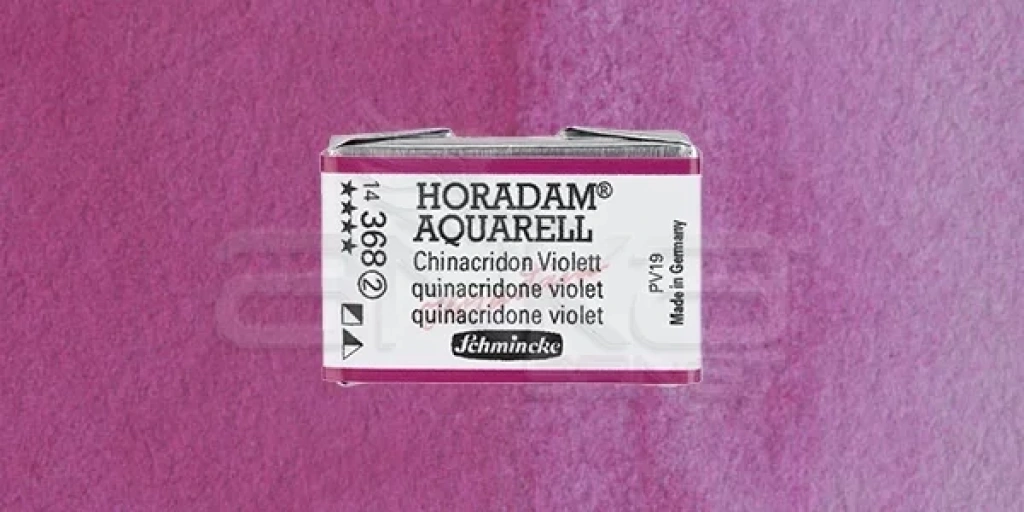 HORADAM®
AQUARELL
Chinacridon Violett
quinacridone violet
quinacridone violet
Schmincke
14 368 ②
★★★★
PV19
Made in Germany